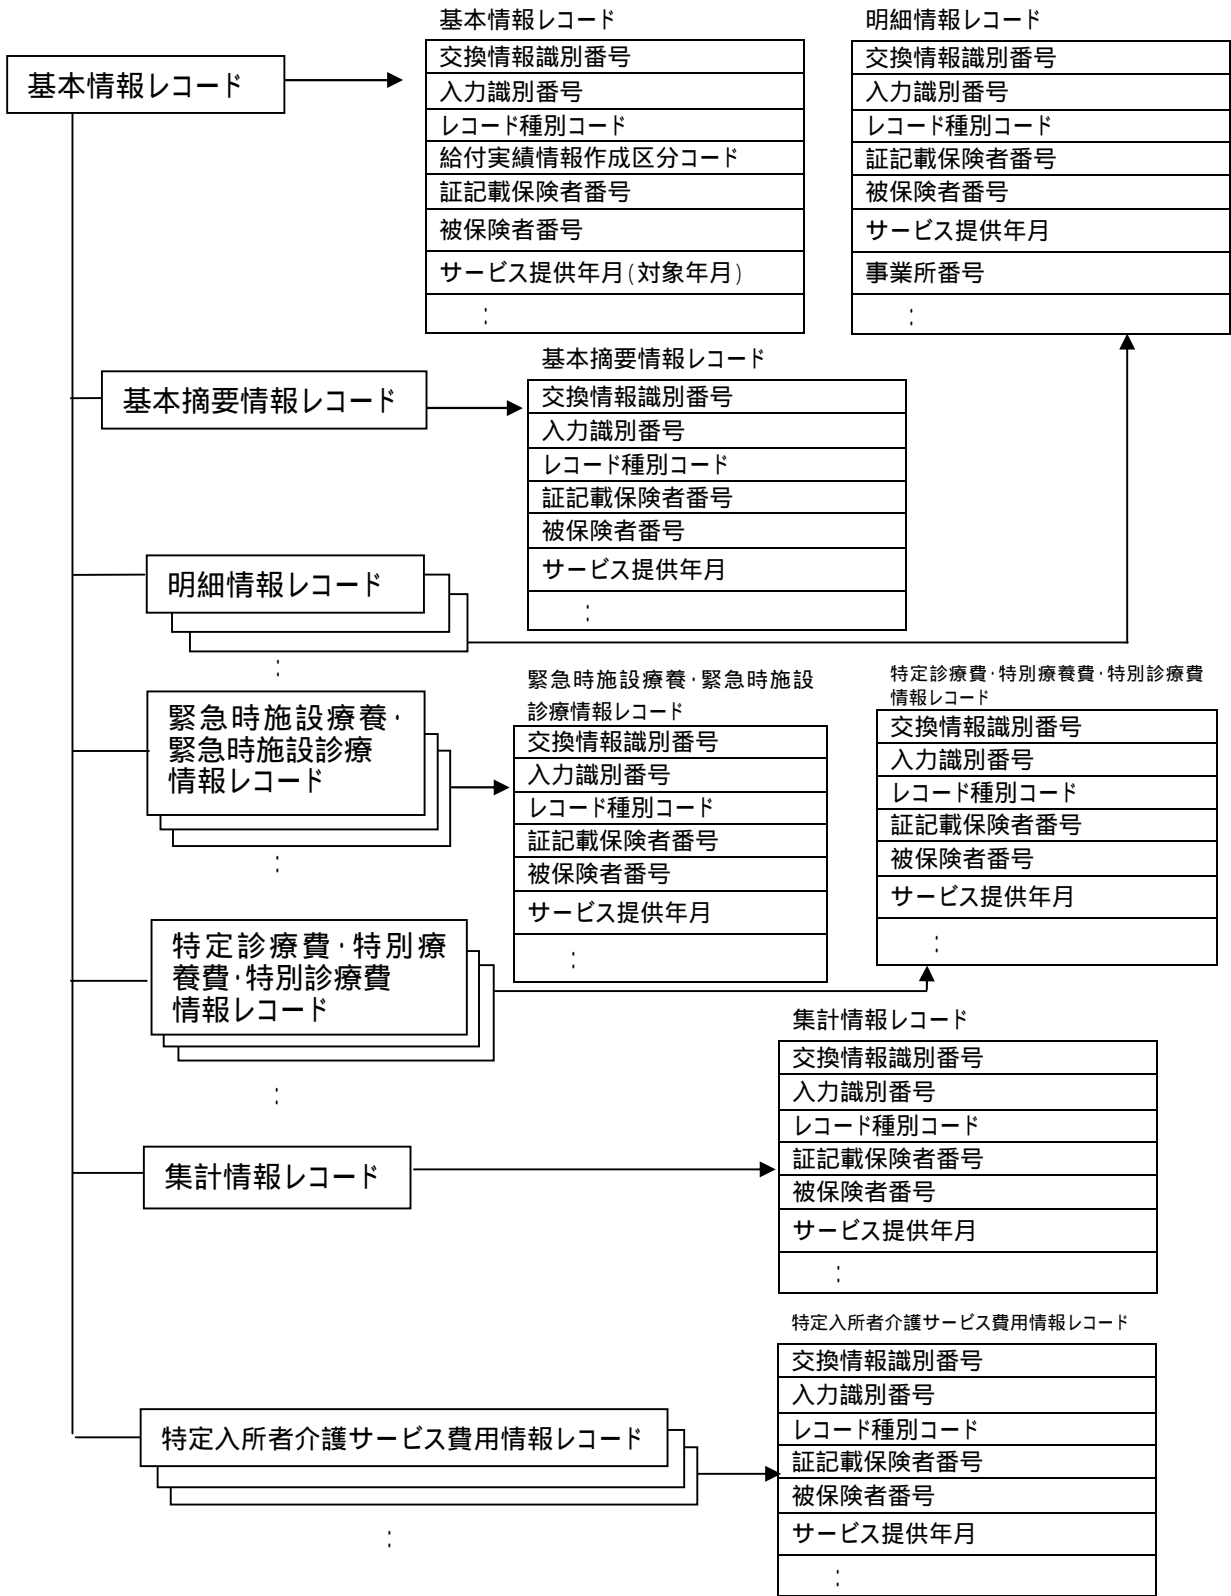 基本情報レコード
基本情報レコード
交換情報識別番号
入力識別番号
レコード種別コード
給付実績情報作成区分コード
証記載保険者番号
被保険者番号
サービス提供年月(対象年月)
:
明細情報レコード
交換情報識別番号
入力識別番号
レコード種別コード
証記載保険者番号
被保険者番号
サービス提供年月
事業所番号
:
基本摘要情報レコード
基本摘要情報レコード
交換情報識別番号
入力識別番号
レコード種別コード
証記載保険者番号
被保険者番号
サービス提供年月
:
明細情報レコード
:
緊急時施設療養・
緊急時施設診療
情報レコード
:
緊急時施設療養・緊急時施設
診療情報レコード
交換情報識別番号
入力識別番号
レコード種別コード
証記載保険者番号
被保険者番号
サービス提供年月
:
特定診療費・特別療養費・特別診療費
情報レコード
交換情報識別番号
入力識別番号
レコード種別コード
証記載保険者番号
被保険者番号
サービス提供年月
:
特定診療費・特別療
養費・特別診療費
情報レコード
:
集計情報レコード
集計情報レコード
交換情報識別番号
入力識別番号
レコード種別コード
証記載保険者番号
被保険者番号
サービス提供年月
:
特定入所者介護サービス費用情報レコード
:
特定入所者介護サービス費用情報レコード
交換情報識別番号
入力識別番号
レコード種別コード
証記載保険者番号
被保険者番号
サービス提供年月
: